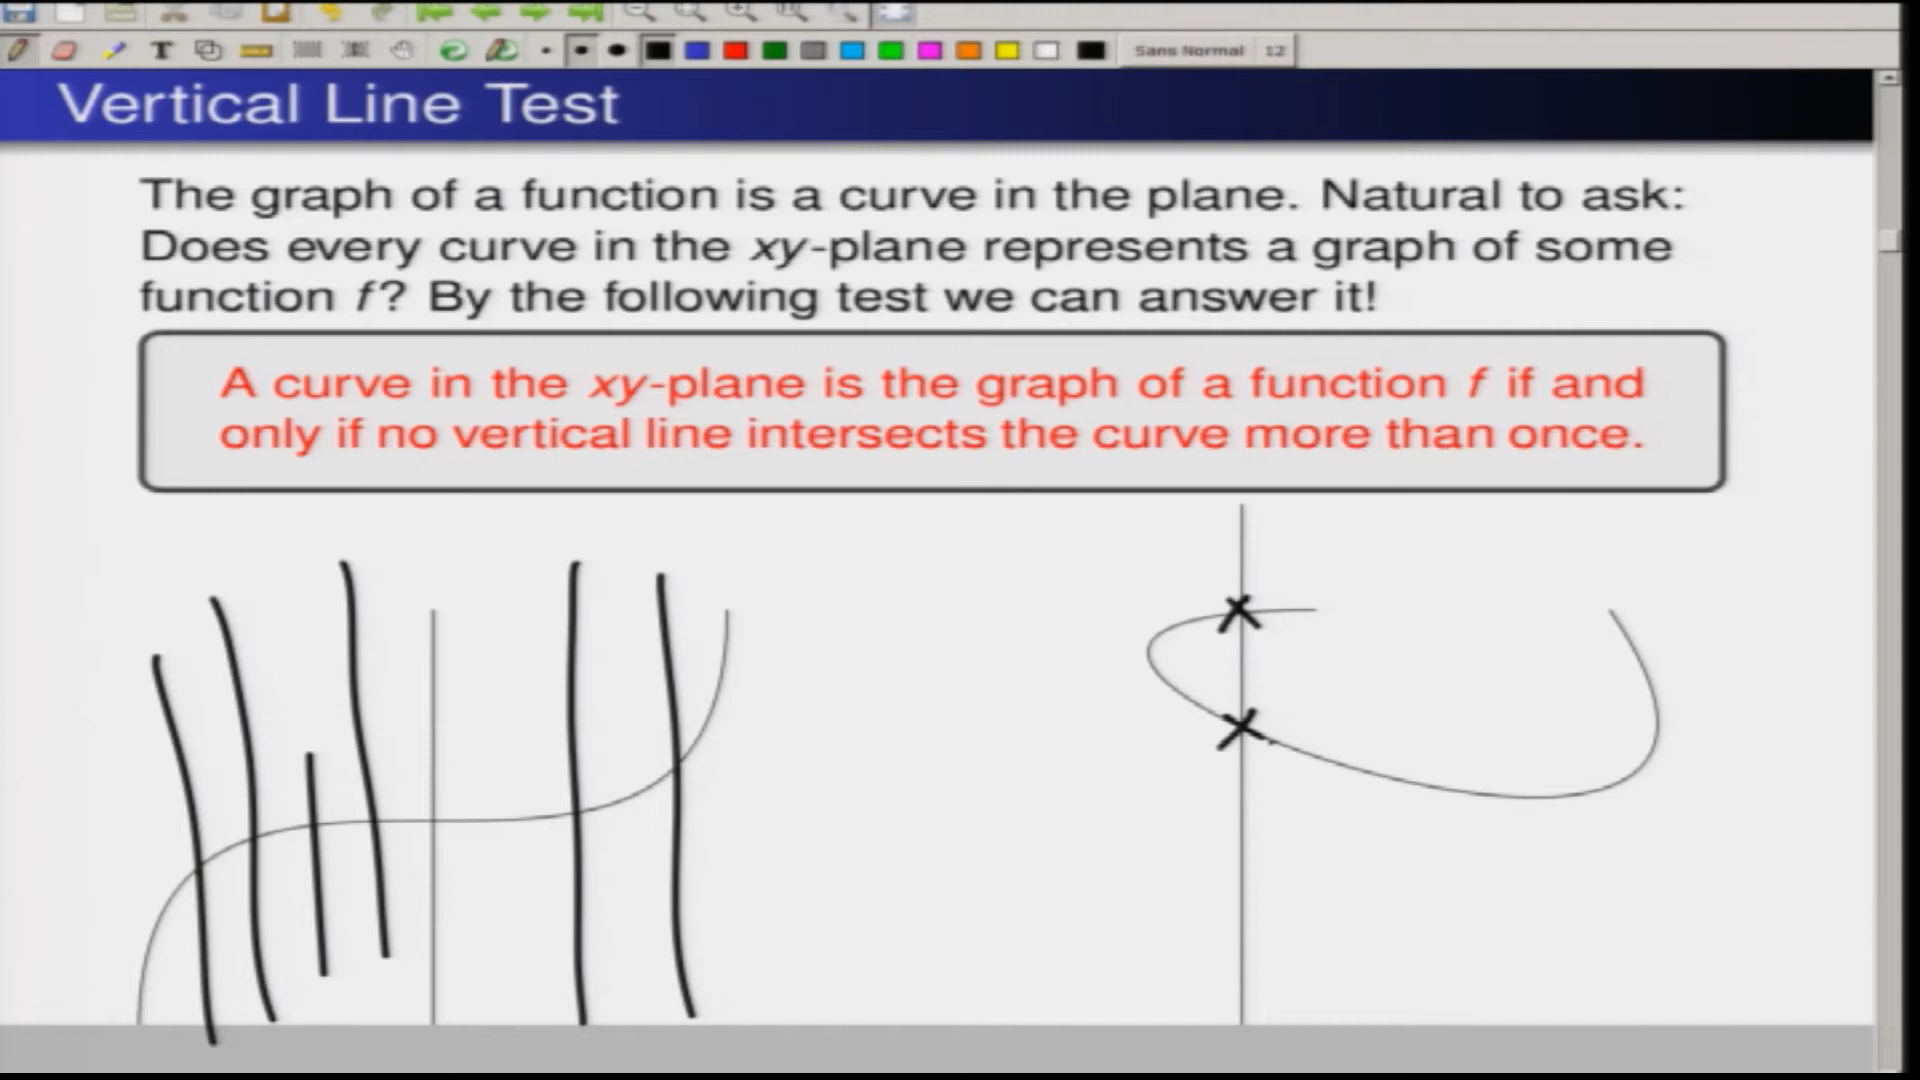 Sans Normal 12
Vertical Line Test
The graph of a function is a curve in the plane. Natural to ask:
Does every curve in the xy-plane represents a graph of some
function f? By the following test we can answer it!
A curve in the xy-plane is the graph of a function f if and
only if no vertical line intersects the curve more than once.